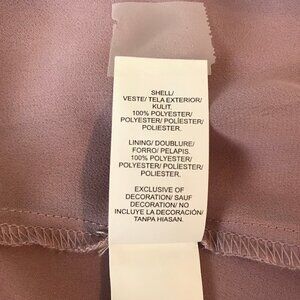 SHELL/
VESTE/ TELA EXTERIOR/
KULIT.
100% POLYESTER/
POLYESTER/ POLIÉSTER/
POLIESTER.
LINING/ DOUBLURE/
FORRO/ PELAPIS.
100% POLYESTER/
POLYESTER/ POLIÉSTER/
POLIESTER.
EXCLUSIVE OF
DECORATION/ SAUF
DECORATION/ NO
INCLUYE LA DECORACIÓN/
TANPA HIASAN.